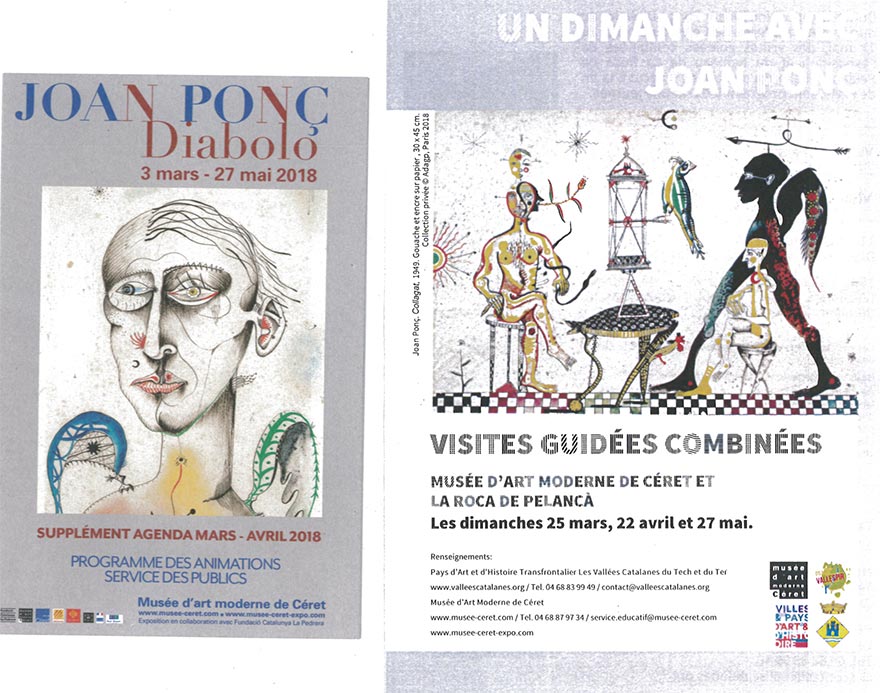 JOAN PONÇ
Diabolo
3 mars - 27 mai 2018
SUPPLÉMENT AGENDA MARS - AVRIL 2018
PROGRAMME DES ANIMATIONS
SERVICE DES PUBLICS
Musée d'art moderne de Céret
www.musee-ceret.com • www.musee-ceret-expo.com
Exposition en collaboration avec Fundació Catalunya La Pedrera
UN DIMANCHE AVEC
JOAN PONÇ
Joan Ponç. Collagat, 1949. Gouache et encre sur papier, 30 x 45 cm.
Collection privée © Adagp, Paris 2018
VISITES GUIDÉES COMBINÉES
MUSÉE D'ART MODERNE DE CÉRET ET
LA ROCA DE PELANCÀ
Les dimanches 25 mars, 22 avril et 27 mai.
Renseignements:
Pays d'Art et d'Histoire Transfrontalier Les Vallées Catalanes du Tech et du Ter
www.valleescatalanes.org / Tel. 04 68 83 99 49 / contact@valleescatalanes.org
Musée d'Art Moderne de Céret
www.musee-ceret.com / Tel. 04 68 87 97 34 / service.educatif@musee-ceret.com
www.musee-ceret-expo.com
musée
d'art
moderne
céret
VALLESPIR
VILLES
&PAYS
D'ART&
D'HISTO
IRE